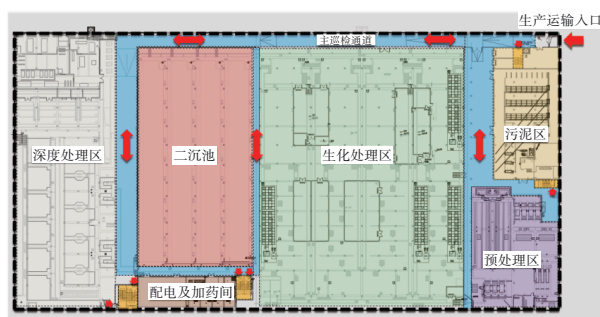 生产运输入口
主巡检通道
污泥区
深度处理区
二沉池
生化处理区
预处理区
配电及加药间